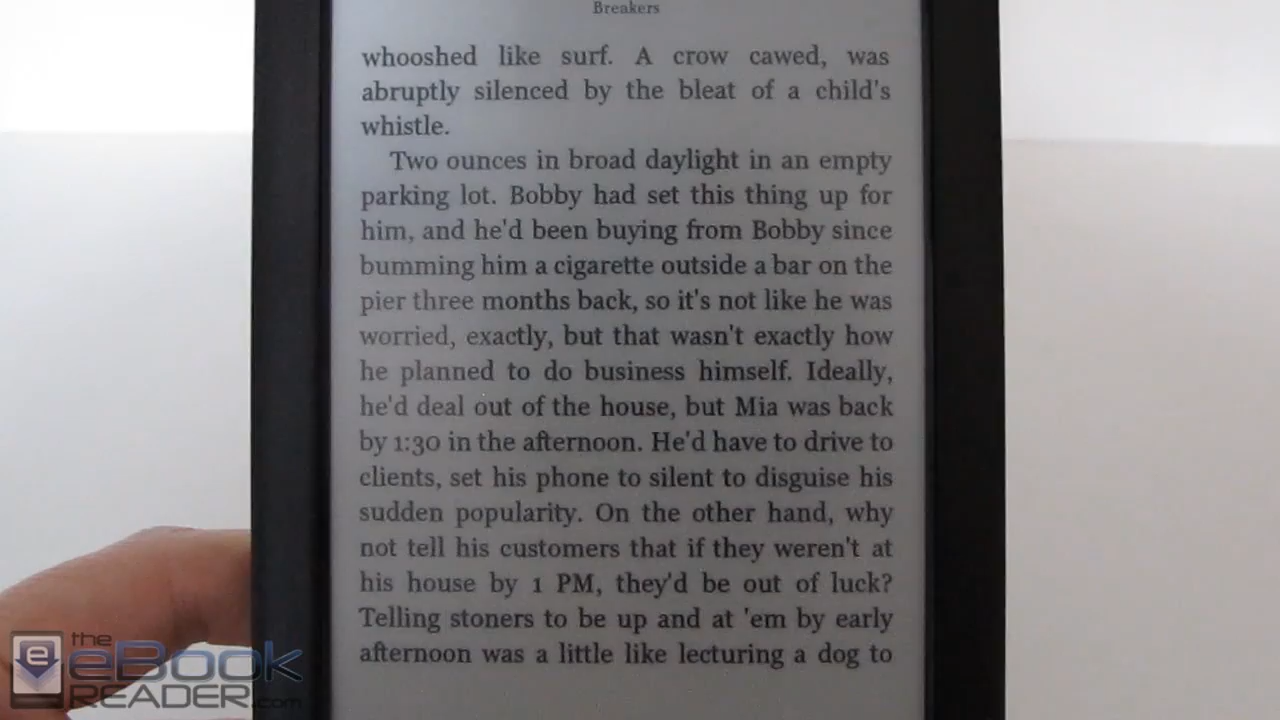 Breakers
whooshed like surf. A crow cawed, was
abruptly silenced by the bleat of a child's
whistle.
Two ounces in broad daylight in an empty
parking lot. Bobby had set this thing up for
him, and he'd been buying from Bobby since
bumming him a cigarette outside a bar on the
pier three months back, so it's not like he was
worried, exactly, but that wasn't exactly how
he planned to do business himself. Ideally,
he'd deal out of the house, but Mia was back
by 1:30 in the afternoon. He'd have to drive to
clients, set his phone to silent to disguise his
sudden popularity. On the other hand, why
not tell his customers that if they weren't at
his house by 1 PM, they'd be out of luck?
Telling stoners to be up and at 'em by early
afternoon was a little like lecturing a dog to
e
the
eBook
READER.com